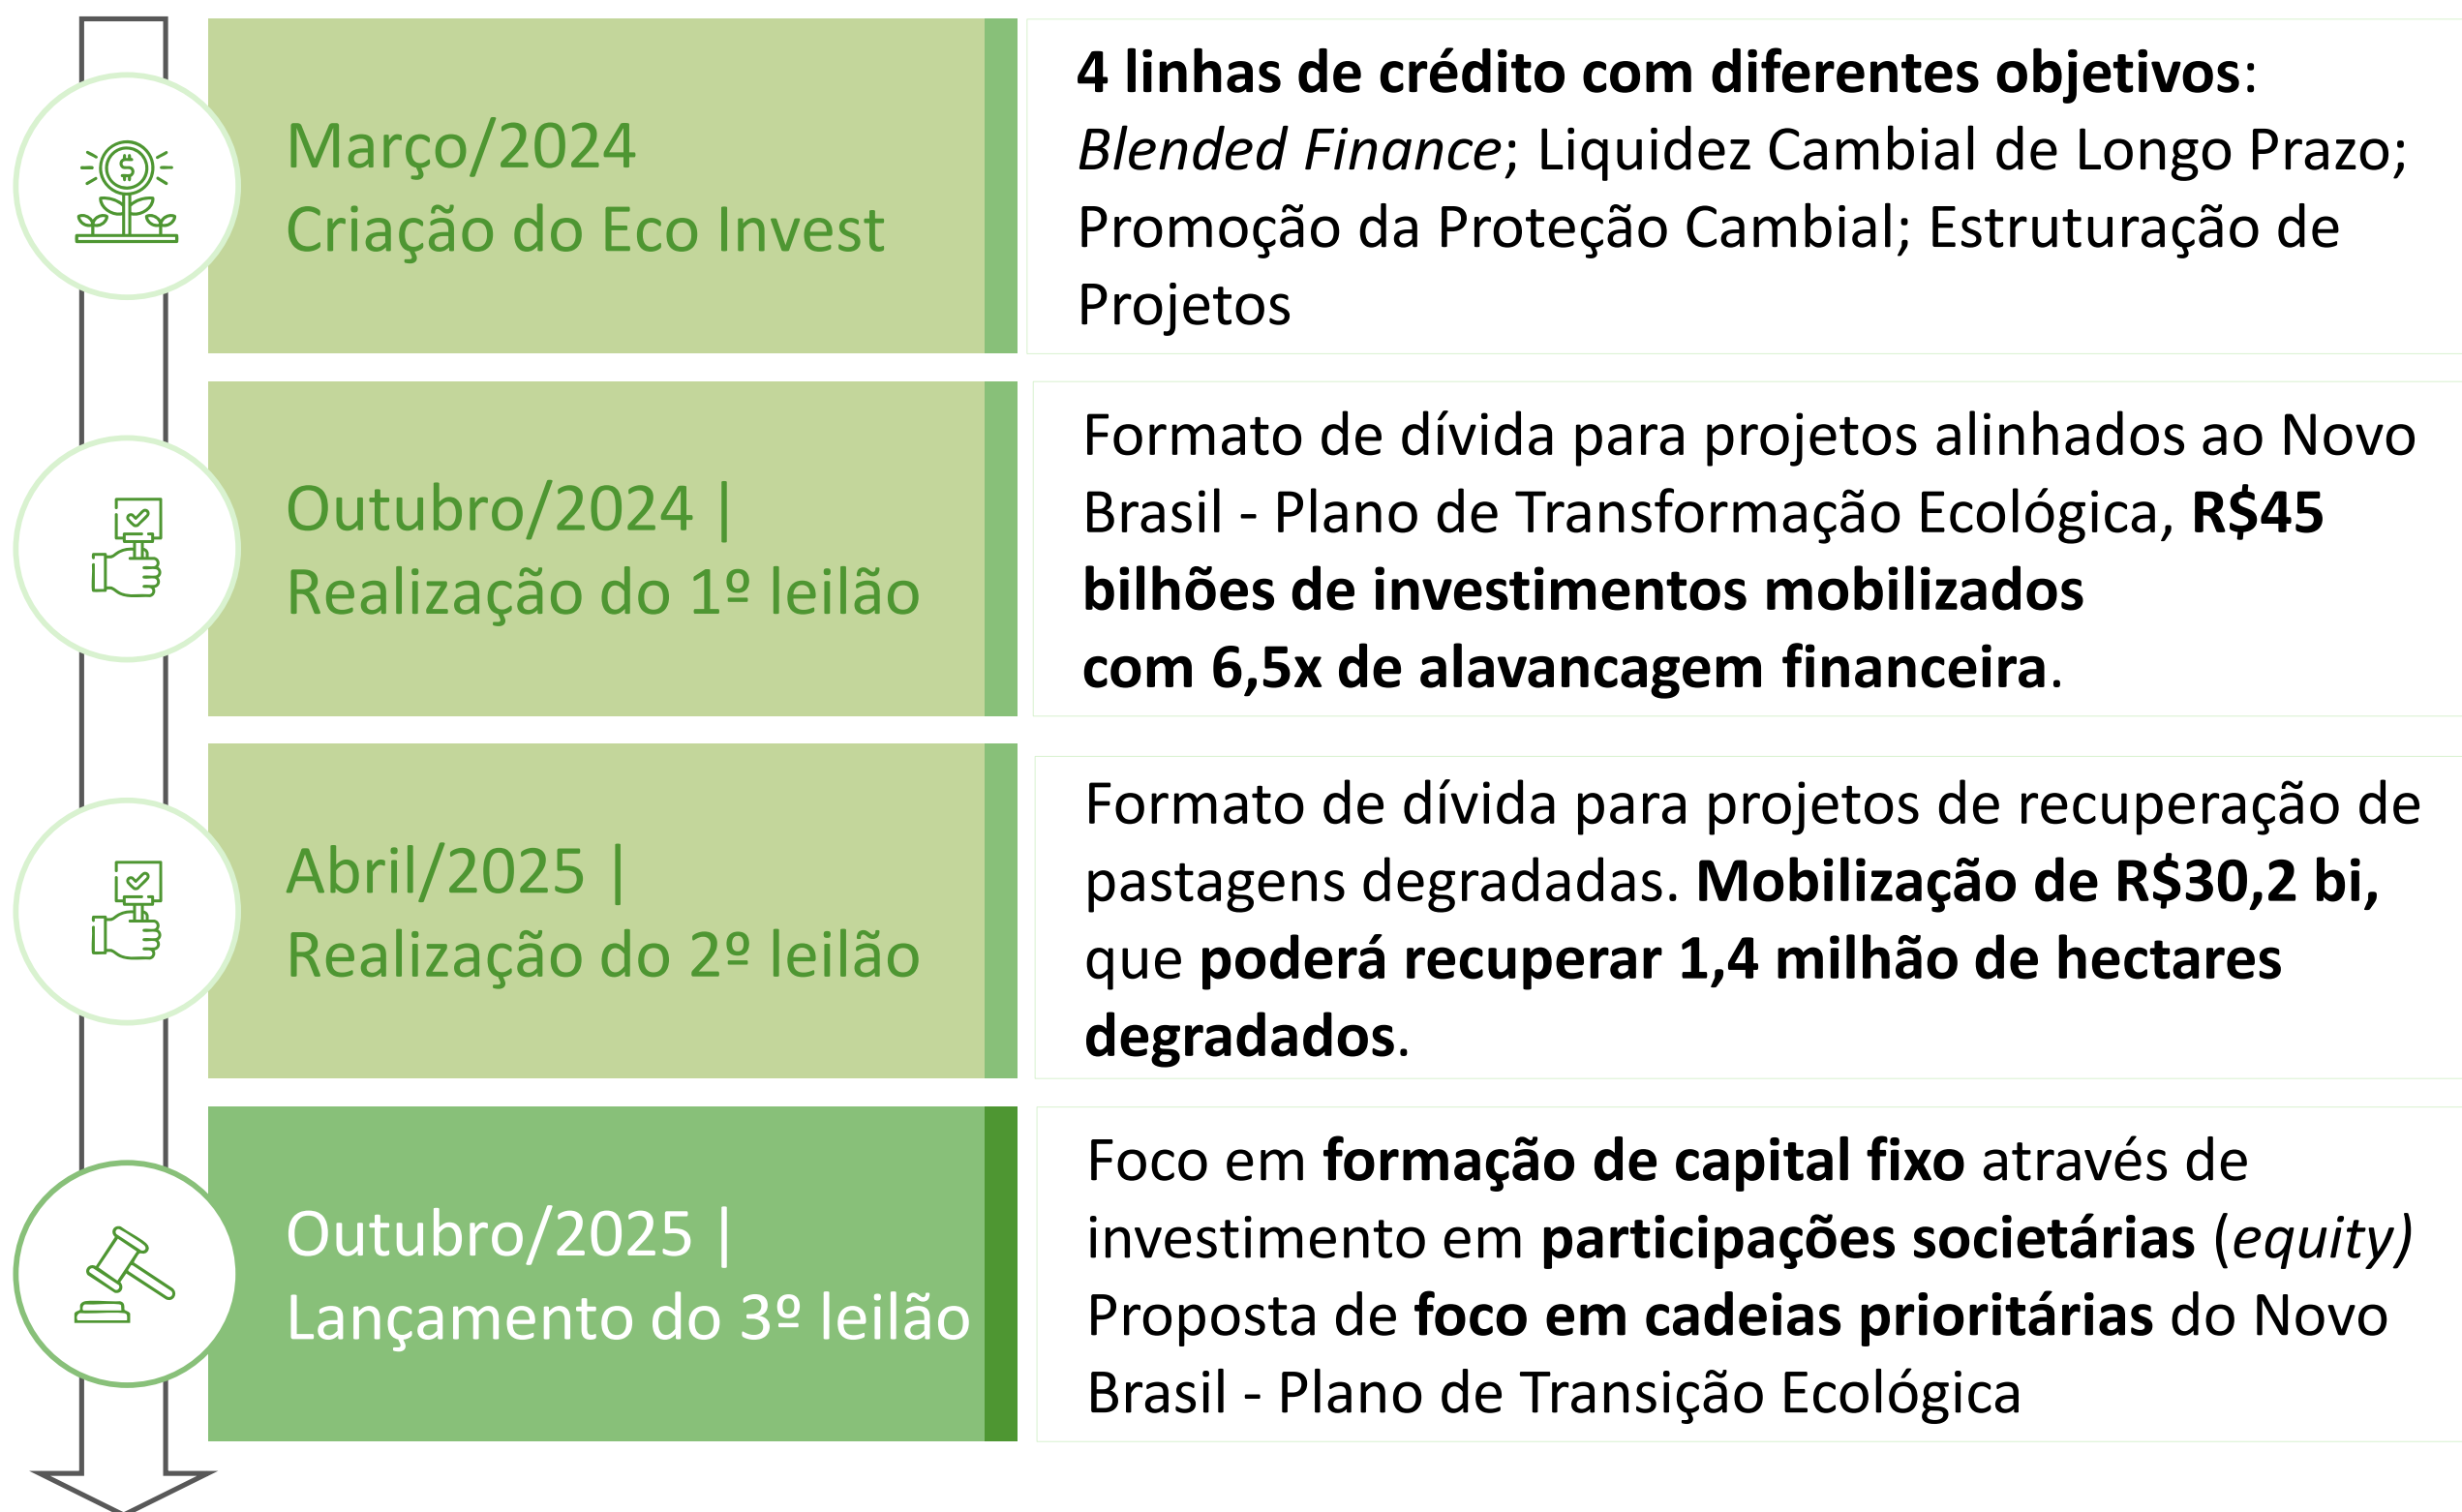 Março/2024
Criação do Eco Invest
4 linhas de crédito com diferentes objetivos:
Blended Finance; Liquidez Cambial de Longo Prazo;
Promoção da Proteção Cambial; Estruturação de
Projetos
Outubro/2024 |
Realização do 1º leilão
Formato de dívida para projetos alinhados ao Novo
Brasil - Plano de Transformação Ecológica, R$45
bilhões de investimentos mobilizados
com 6,5x de alavancagem financeira.
Abril/2025 |
Realização do 2º leilão
Formato de dívida para projetos de recuperação de
pastagens degradadas. Mobilização de R$30,2 bi,
que poderá recuperar 1,4 milhão de hectares
degradados.
Outubro/2025 |
Lançamento do 3º leilão
Foco em formação de capital fixo através de
investimento em participações societárias (equity)
Proposta de foco em cadeias prioritárias do Novo
Brasil - Plano de Transição Ecológica